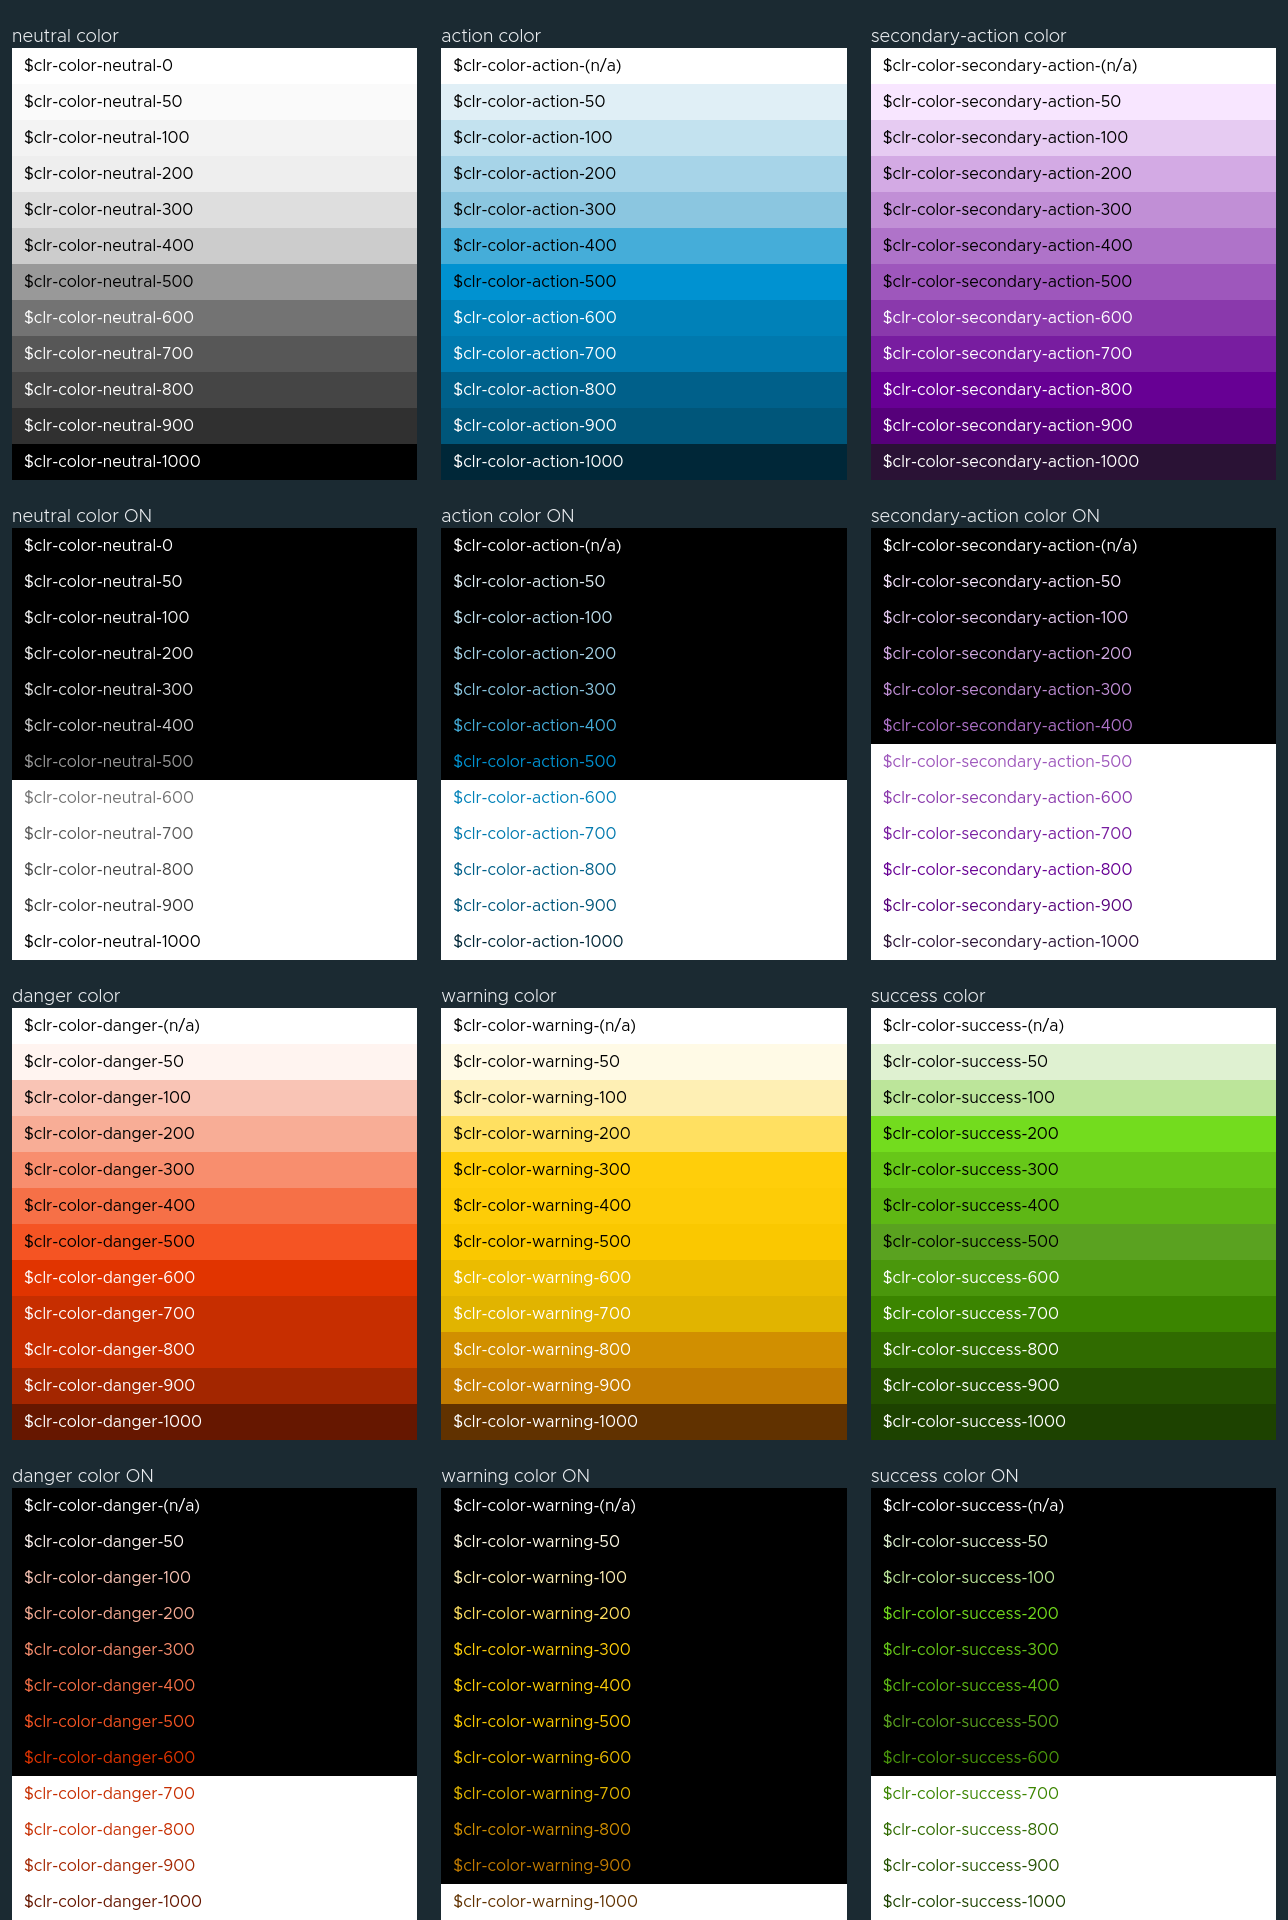 neutral color
$clr-color-neutral-0
$clr-color-neutral-50
$clr-color-neutral-100
$clr-color-neutral-200
$clr-color-neutral-300
$clr-color-neutral-400
$clr-color-neutral-500
$clr-color-neutral-600
$clr-color-neutral-700
$clr-color-neutral-800
$clr-color-neutral-900
$clr-color-neutral-1000
action color
$clr-color-action-(n/a)
$clr-color-action-50
$clr-color-action-100
$clr-color-action-200
$clr-color-action-300
$clr-color-action-400
$clr-color-action-500
$clr-color-action-600
$clr-color-action-700
$clr-color-action-800
$clr-color-action-900
$clr-color-action-1000
secondary-action color
$clr-color-secondary-action-(n/a)
$clr-color-secondary-action-50
$clr-color-secondary-action-100
$clr-color-secondary-action-200
$clr-color-secondary-action-300
$clr-color-secondary-action-400
$clr-color-secondary-action-500
$clr-color-secondary-action-600
$clr-color-secondary-action-700
$clr-color-secondary-action-800
$clr-color-secondary-action-900
$clr-color-secondary-action-1000
neutral color ON
$clr-color-neutral-0
$clr-color-neutral-50
$clr-color-neutral-100
$clr-color-neutral-200
$clr-color-neutral-300
$clr-color-neutral-400
$clr-color-neutral-500
$clr-color-neutral-600
$clr-color-neutral-700
$clr-color-neutral-800
$clr-color-neutral-900
$clr-color-neutral-1000
action color ON
$clr-color-action-(n/a)
$clr-color-action-50
$clr-color-action-100
$clr-color-action-200
$clr-color-action-300
$clr-color-action-400
$clr-color-action-500
$clr-color-action-600
$clr-color-action-700
$clr-color-action-800
$clr-color-action-900
$clr-color-action-1000
secondary-action color ON
$clr-color-secondary-action-(n/a)
$clr-color-secondary-action-50
$clr-color-secondary-action-100
$clr-color-secondary-action-200
$clr-color-secondary-action-300
$clr-color-secondary-action-400
$clr-color-secondary-action-500
$clr-color-secondary-action-600
$clr-color-secondary-action-700
$clr-color-secondary-action-800
$clr-color-secondary-action-900
$clr-color-secondary-action-1000
danger color
$clr-color-danger-(n/a)
$clr-color-danger-50
$clr-color-danger-100
$clr-color-danger-200
$clr-color-danger-300
$clr-color-danger-400
$clr-color-danger-500
$clr-color-danger-600
$clr-color-danger-700
$clr-color-danger-800
$clr-color-danger-900
$clr-color-danger-1000
warning color
$clr-color-warning-(n/a)
$clr-color-warning-50
$clr-color-warning-100
$clr-color-warning-200
$clr-color-warning-300
$clr-color-warning-400
$clr-color-warning-500
$clr-color-warning-600
$clr-color-warning-700
$clr-color-warning-800
$clr-color-warning-900
$clr-color-warning-1000
success color
$clr-color-success-(n/a)
$clr-color-success-50
$clr-color-success-100
$clr-color-success-200
$clr-color-success-300
$clr-color-success-400
$clr-color-success-500
$clr-color-success-600
$clr-color-success-700
$clr-color-success-800
$clr-color-success-900
$clr-color-success-1000
danger color ON
$clr-color-danger-(n/a)
$clr-color-danger-50
$clr-color-danger-100
$clr-color-danger-200
$clr-color-danger-300
$clr-color-danger-400
$clr-color-danger-500
$clr-color-danger-600
$clr-color-danger-700
$clr-color-danger-800
$clr-color-danger-900
$clr-color-danger-1000
warning color ON
$clr-color-warning-(n/a)
$clr-color-warning-50
$clr-color-warning-100
$clr-color-warning-200
$clr-color-warning-300
$clr-color-warning-400
$clr-color-warning-500
$clr-color-warning-600
$clr-color-warning-700
$clr-color-warning-800
$clr-color-warning-900
$clr-color-warning-1000
success color ON
$clr-color-success-(n/a)
$clr-color-success-50
$clr-color-success-100
$clr-color-success-200
$clr-color-success-300
$clr-color-success-400
$clr-color-success-500
$clr-color-success-600
$clr-color-success-700
$clr-color-success-800
$clr-color-success-900
$clr-color-success-1000